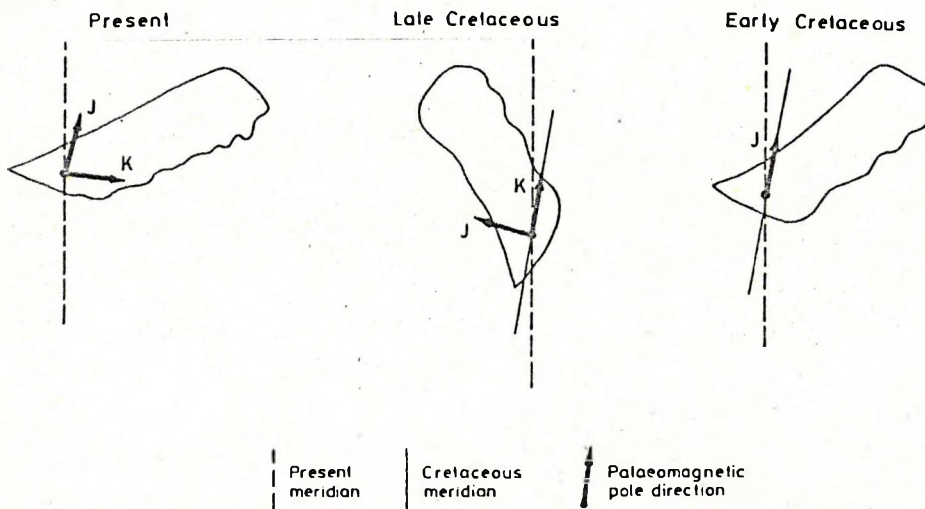 Present
Late Cretaceous
Early Cretaceous
J
K
K
J
J
Present
meridian
Cretaceous
meridian
Palaeomagnetic
pole direction